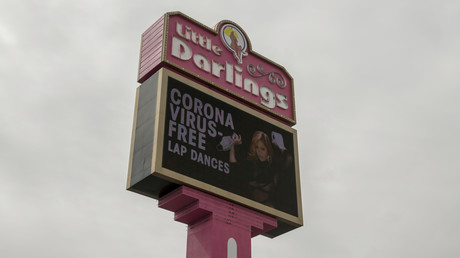 Little
Darlings
CORONA
VIRUS-
FREE
LAP DANCES